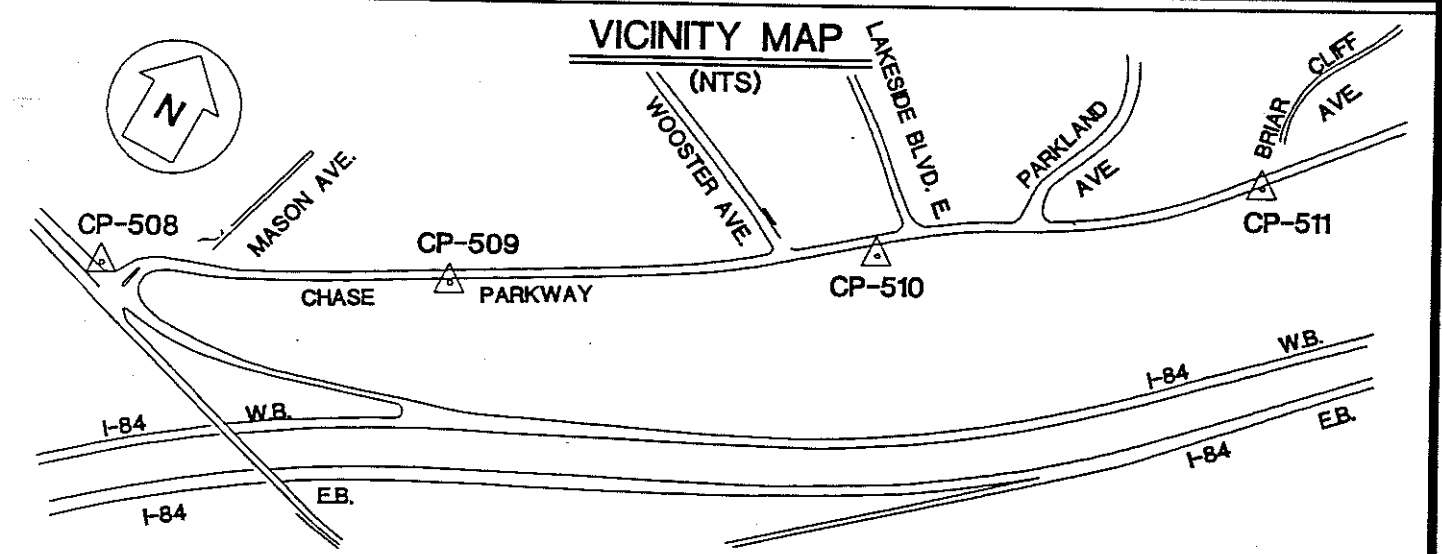 VICINITY MAP
(NTS)
N
MASON AVE.
WOOSTER AVE.
LAKESIDE BLVD. E.
PARKLAND
AVE.
BRIAR
CLIFF
AVE.
CP-508
CP-509
CP-510
CP-511
CHASE
PARKWAY
I-84
W.B.
I-84
W.B.
I-84
E.B.
I-84
E.B.